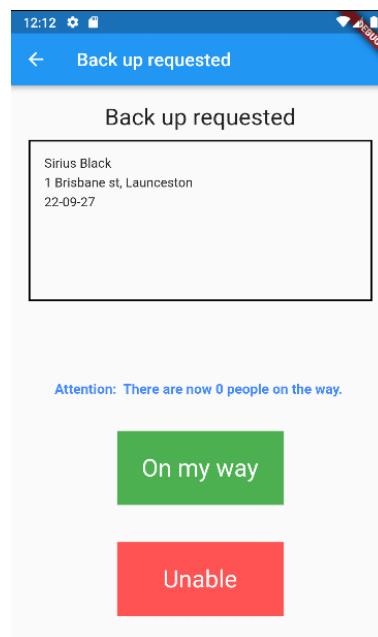 12:12
DEBUG
Back up requested
Back up requested
Sirius Black
1 Brisbane st, Launceston
22-09-27
Attention:  There are now 0 people on the way.
On my way
Unable